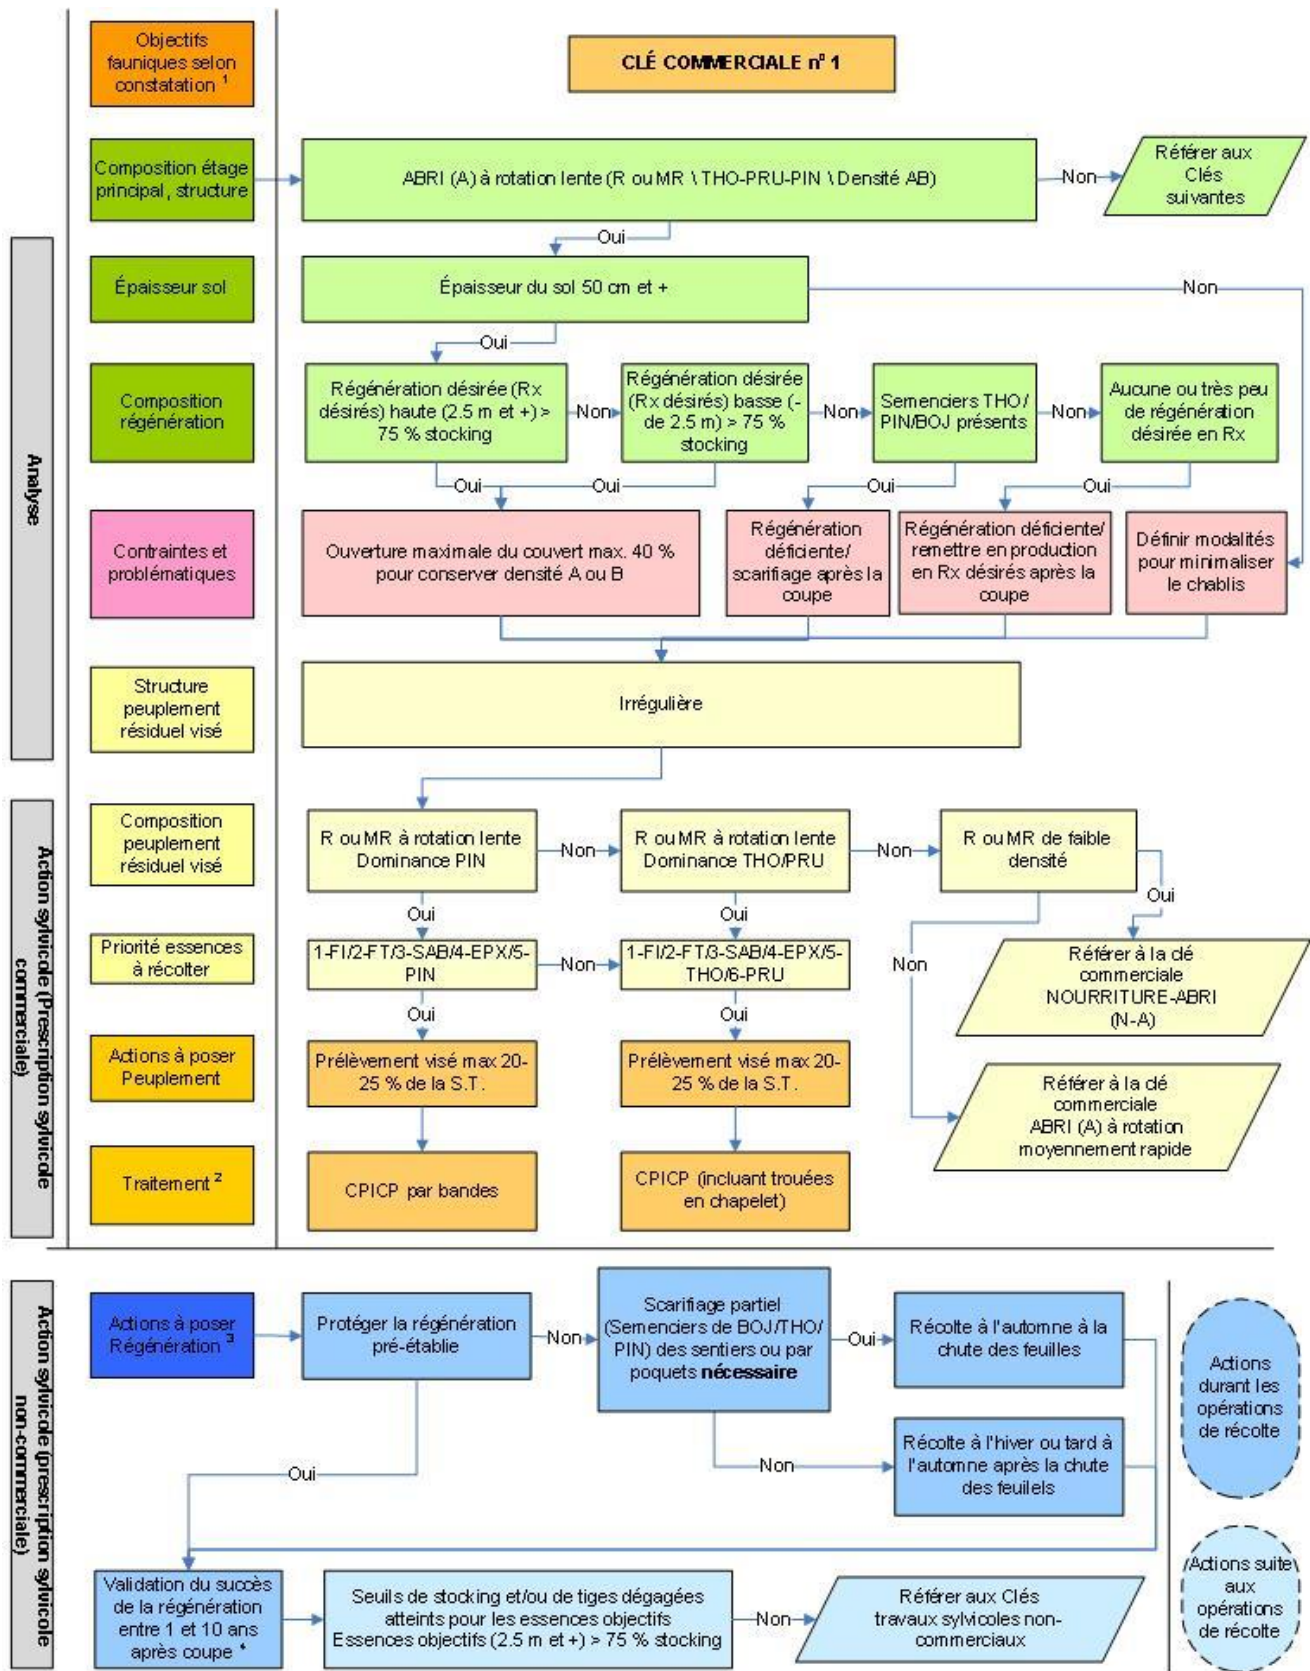 Objectifs
fauniques selon
constatation ¹
CLÉ COMMERCIALE nº 1
Composition étage
principal, structure
ABRI (A) à rotation lente (R ou MR \ THO-PRU-PIN \ Densité AB)
Non
Référer aux
Clés
suivantes
Oui
Analyse
Épaisseur sol
Épaisseur du sol 50 cm et +
Non
Oui
Composition
régénération
Régénération désirée (Rx
désirés) haute (2.5 m et +) >
75 % stocking
Non
Régénération désirée
(Rx désirés) basse (-
de 2.5 m) > 75 %
stocking
Non
Semenciers THO/
PIN/BOJ présents
Non
Aucune ou très peu
de régénération
désirée en Rx
Oui
Oui
Oui
Oui
Contraintes et
problématiques
Ouverture maximale du couvert max. 40 %
pour conserver densité A ou B
Régénération
déficiente/
scarifiage après la
coupe
Régénération déficiente/
remettre en production
en Rx désirés après la
coupe
Définir modalités
pour minimaliser
le chablis
Structure
peuplement
résiduel visé
Irrégulière
Action sylvicole (Prescription sylvicole
commerciale)
Composition
peuplement
résiduel visé
R ou MR à rotation lente
Dominance PIN
Non
R ou MR à rotation lente
Dominance THO/PRU
Non
R ou MR de faible
densité
Oui
Oui
Oui
Priorité essences
à récolter
1-FI/2-FT/3-SAB/4-EPX/5-
PIN
Non
1-FI/2-FT/3-SAB/4-EPX/5-
THO/6-PRU
Non
Référer à la clé
commerciale
NOURRITURE-ABRI
(N-A)
Oui
Oui
Actions à poser
Peuplement
Prélèvement visé max 20-
25 % de la S.T.
Prélèvement visé max 20-
25 % de la S.T.
Référer à la clé
commerciale
ABRI (A) à rotation
moyennement rapide
Traitement ²
CPICP par bandes
CPICP (incluant trouées
en chapelet)
Action sylvicole (prescription sylvicole
non-commerciale)
Actions à poser
Régénération ³
Protéger la régénération
pré-établie
Non
Scarifiage partiel
(Semenciers de BOJ/THO/
PIN) des sentiers ou par
poquets nécessaire
Oui
Récolte à l'automne à la
chute des feuilles
Actions
durant les
opérations
de récolte
Oui
Non
Récolte à l'hiver ou tard à
l'automne après la chute
des feuilels
Validation du succès
de la régénération
entre 1 et 10 ans
après coupe ⁴
Seuils de stocking et/ou de tiges dégagées
atteints pour les essences objectifs
Essences objectifs (2.5 m et +) > 75 % stocking
Non
Référer aux Clés
travaux sylvicoles non-
commerciaux
Actions suite
aux
opérations
de récolte